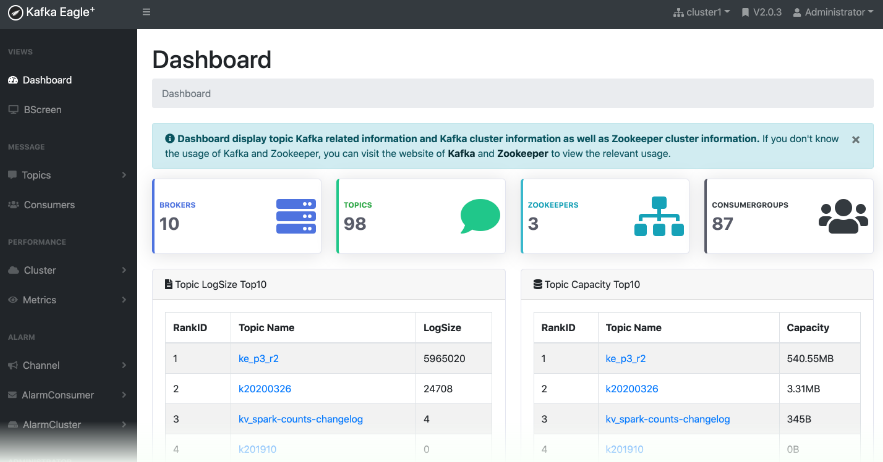 Kafka Eagle+
cluster1
V2.0.3
Administrator
VIEWS
Dashboard
BScreen
MESSAGE
Topics
Consumers
PERFORMANCE
Cluster
Metrics
ALARM
Channel
AlarmConsumer
AlarmCluster
Dashboard
Dashboard
Dashboard display topic Kafka related information and Kafka cluster information as well as Zookeeper cluster information. If you don't know
the usage of Kafka and Zookeeper, you can visit the website of Kafka and Zookeeper to view the relevant usage.
×
BROKERS
10
TOPICS
98
ZOOKEEPERS
3
CONSUMERGROUPS
87
Topic LogSize Top10
RankID Topic Name LogSize
1 ke_p3_r2 5965020
2 k20200326 24708
3 kv_spark-counts-changelog 4
4 k201910 0
Topic Capacity Top10
RankID Topic Name Capacity
1 ke_p3_r2 540.55MB
2 k20200326 3.31MB
3 kv_spark-counts-changelog 345B
4 k201910 0B